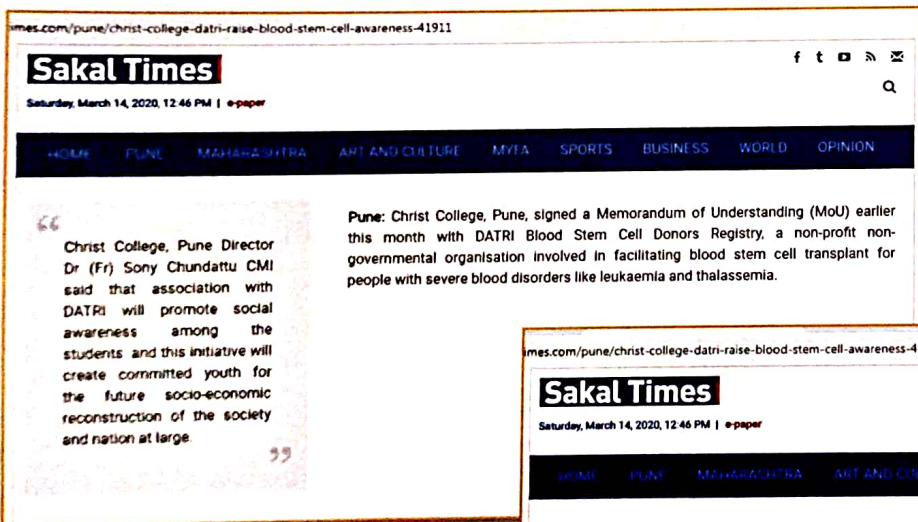 imes.com/pune/christ-college-datri-raise-blood-stem-cell-awareness-41911
Sakal Times
Saturday, March 14, 2020, 12:46 PM | e-paper
HOME PUNE MAHARASHTRA ART AND CULTURE MYFA SPORTS BUSINESS WORLD OPINION
Christ College, Pune Director
Dr (Fr) Sony Chundattu CMI
said that association with
DATRI will promote social
awareness among the
students and this initiative will
create committed youth for
the future socio-economic
reconstruction of the society
and nation at large.
Pune: Christ College, Pune, signed a Memorandum of Understanding (MoU) earlier
this month with DATRI Blood Stem Cell Donors Registry, a non-profit non-
governmental organisation involved in facilitating blood stem cell transplant for
people with severe blood disorders like leukaemia and thalassemia.
imes.com/pune/christ-college-datri-raise-blood-stem-cell-awareness-4
Sakal Times
Saturday, March 14, 2020, 12:46 PM | e-paper
HOME PUNE MAHARASHTRA ART AND CO